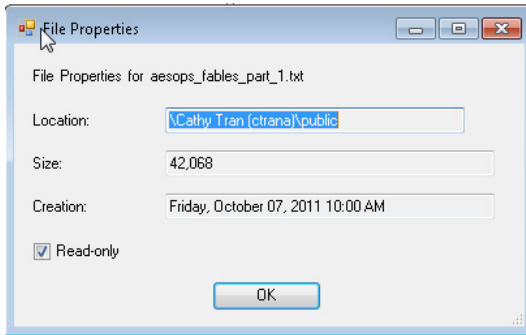 File Properties
File Properties for aesops_fables_part_1.txt
Location: \Cathy Tran (ctrana)\public
Size: 42,068
Creation: Friday, October 07, 2011 10:00 AM
Read-only
OK